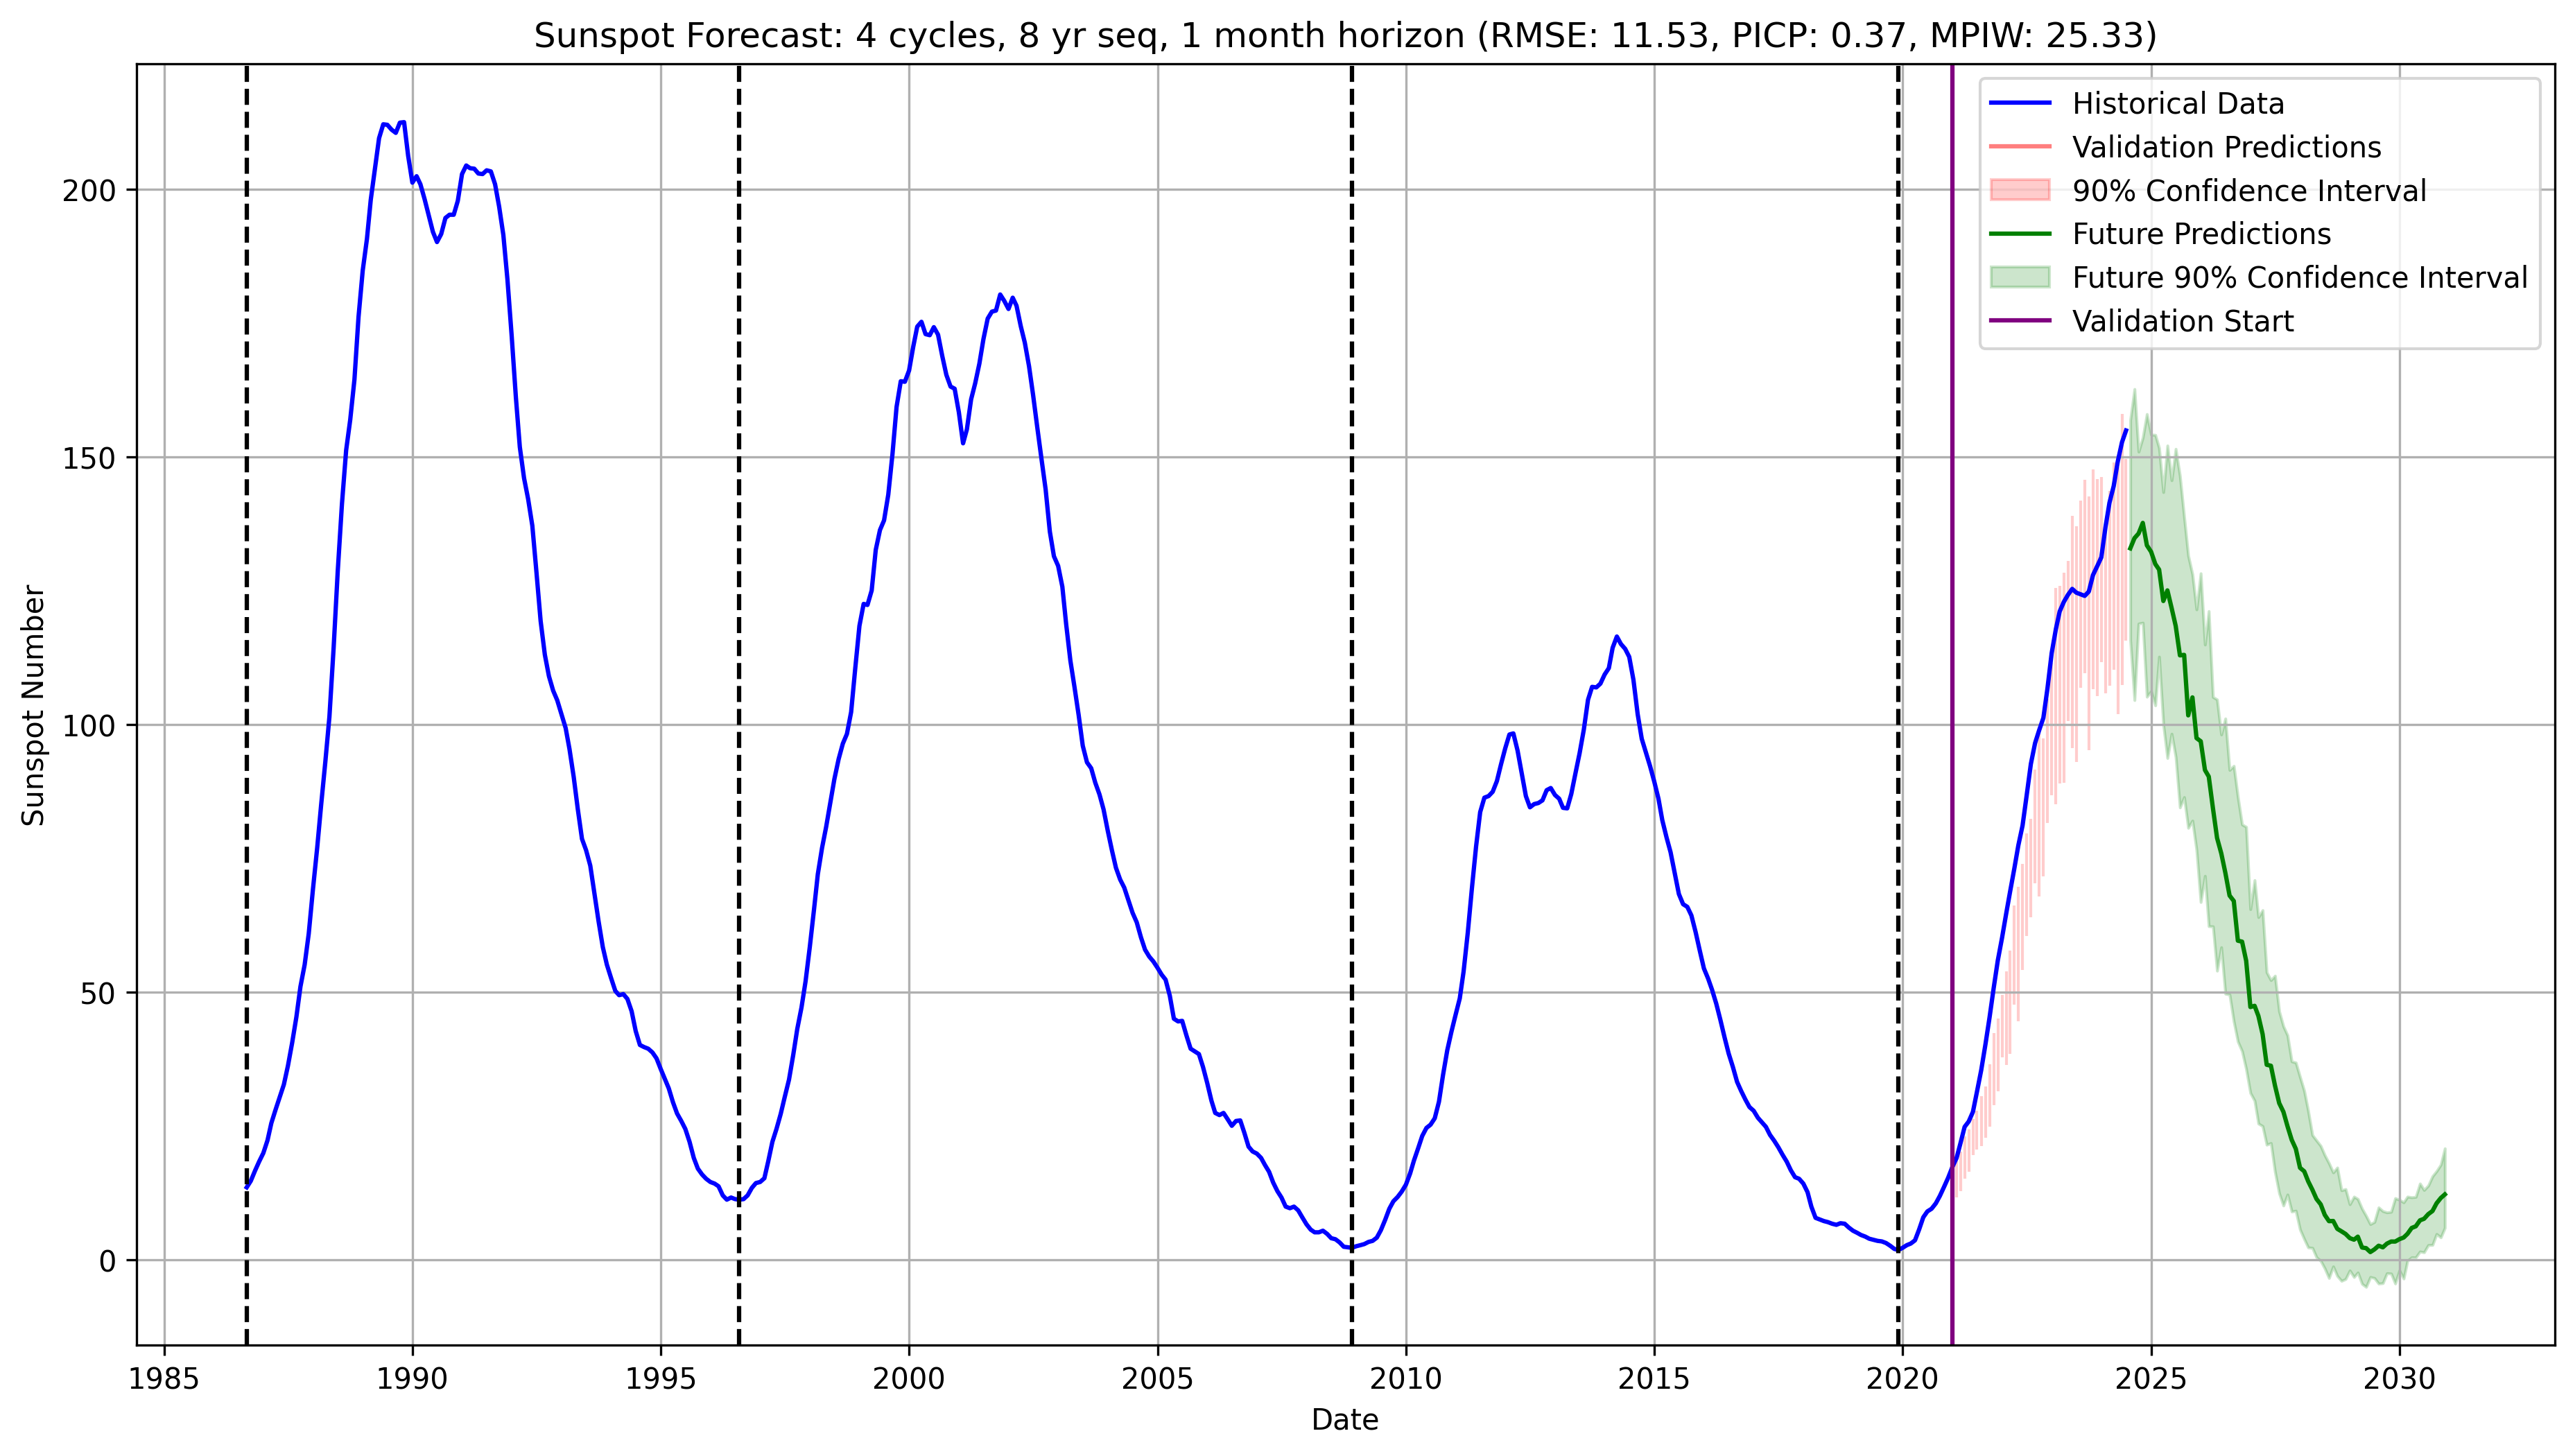 Sunspot Forecast: 4 cycles, 8 yr seq, 1 month horizon (RMSE: 11.53, PICP: 0.37, MPIW: 25.33)
Historical Data
Validation Predictions
90% Confidence Interval
Future Predictions
Future 90% Confidence Interval
Validation Start
Sunspot Number
200
150
100
50
0
1985 1990 1995 2000 2005 2010 2015 2020 2025 2030
Date